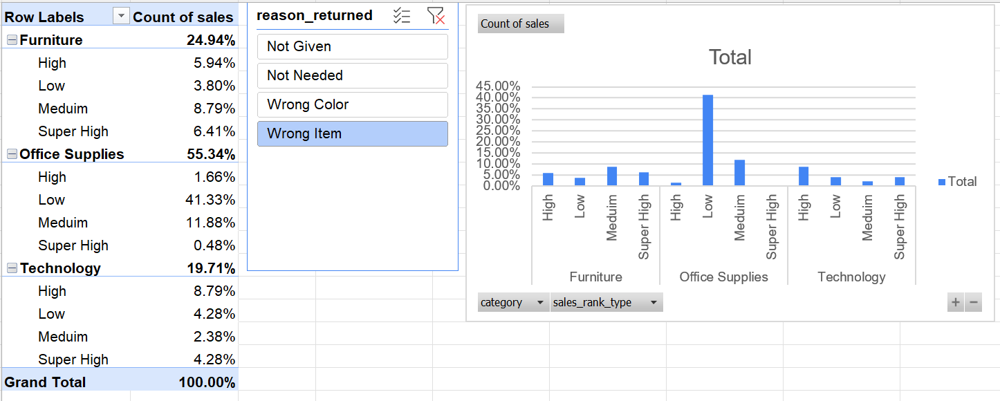 Row Labels Count of sales
Furniture 24.94%
High 5.94%
Low 3.80%
Meduim 8.79%
Super High 6.41%
Office Supplies 55.34%
High 1.66%
Low 41.33%
Meduim 11.88%
Super High 0.48%
Technology 19.71%
High 8.79%
Low 4.28%
Meduim 2.38%
Super High 4.28%
Grand Total 100.00%
reason_returned
Not Given
Not Needed
Wrong Color
Wrong Item
Count of sales
Total
45.00%
40.00%
35.00%
30.00%
25.00%
20.00%
15.00%
10.00%
5.00%
0.00%
High Low Meduim Super High High Low Meduim Super High High Low Meduim Super High
Furniture Office Supplies Technology
Total
category sales_rank_type